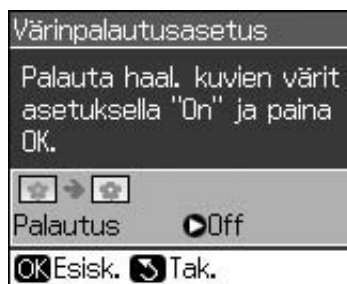 Värinpalautusasetus
Palauta haal. kuvien värit
asetuksella "On" ja paina
OK.
Palautus Off
OK Esisk. Tak.